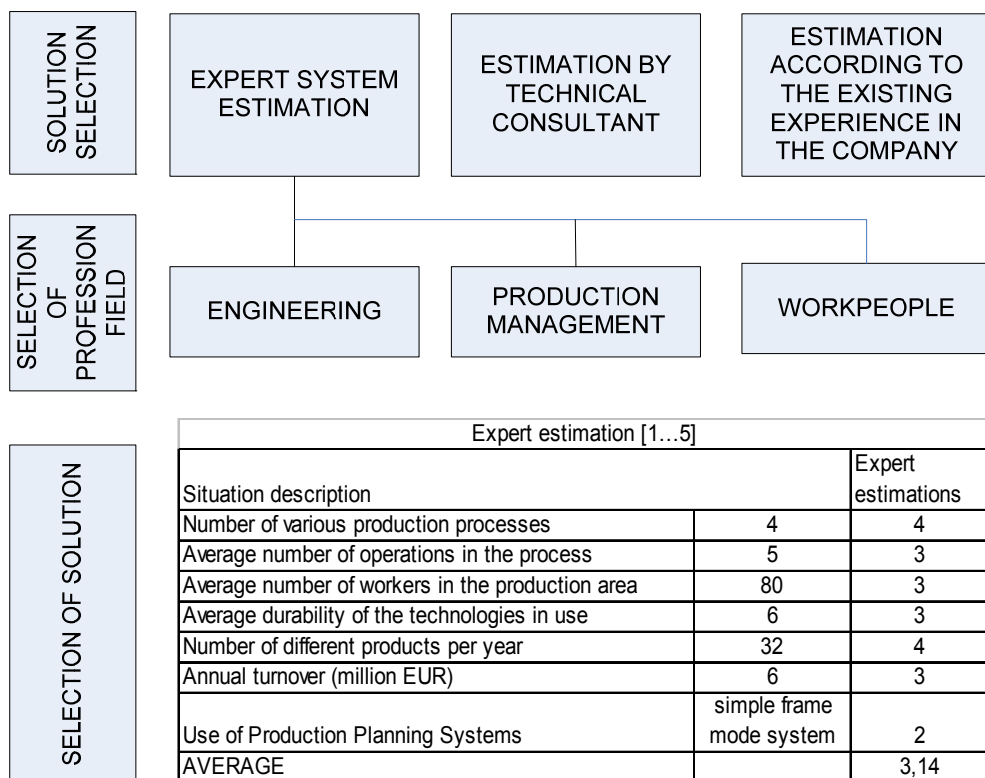 SOLUTION
SELECTION
EXPERT SYSTEM
ESTIMATION
ESTIMATION BY
TECHNICAL
CONSULTANT
ESTIMATION
ACCORDING TO
THE EXISTING
EXPERIENCE IN
THE COMPANY
SELECTION
OF
PROFESSION
FIELD
ENGINEERING
PRODUCTION
MANAGEMENT
WORKPEOPLE
SELECTION OF SOLUTION
Expert estimation [1…5]
Situation description
Expert
estimations
Number of various production processes 4 4
Average number of operations in the process 5 3
Average number of workers in the production area 80 3
Average durability of the technologies in use 6 3
Number of different products per year 32 4
Annual turnover (million EUR) 6 3
Use of Production Planning Systems
simple frame
mode system
2
AVERAGE 3,14